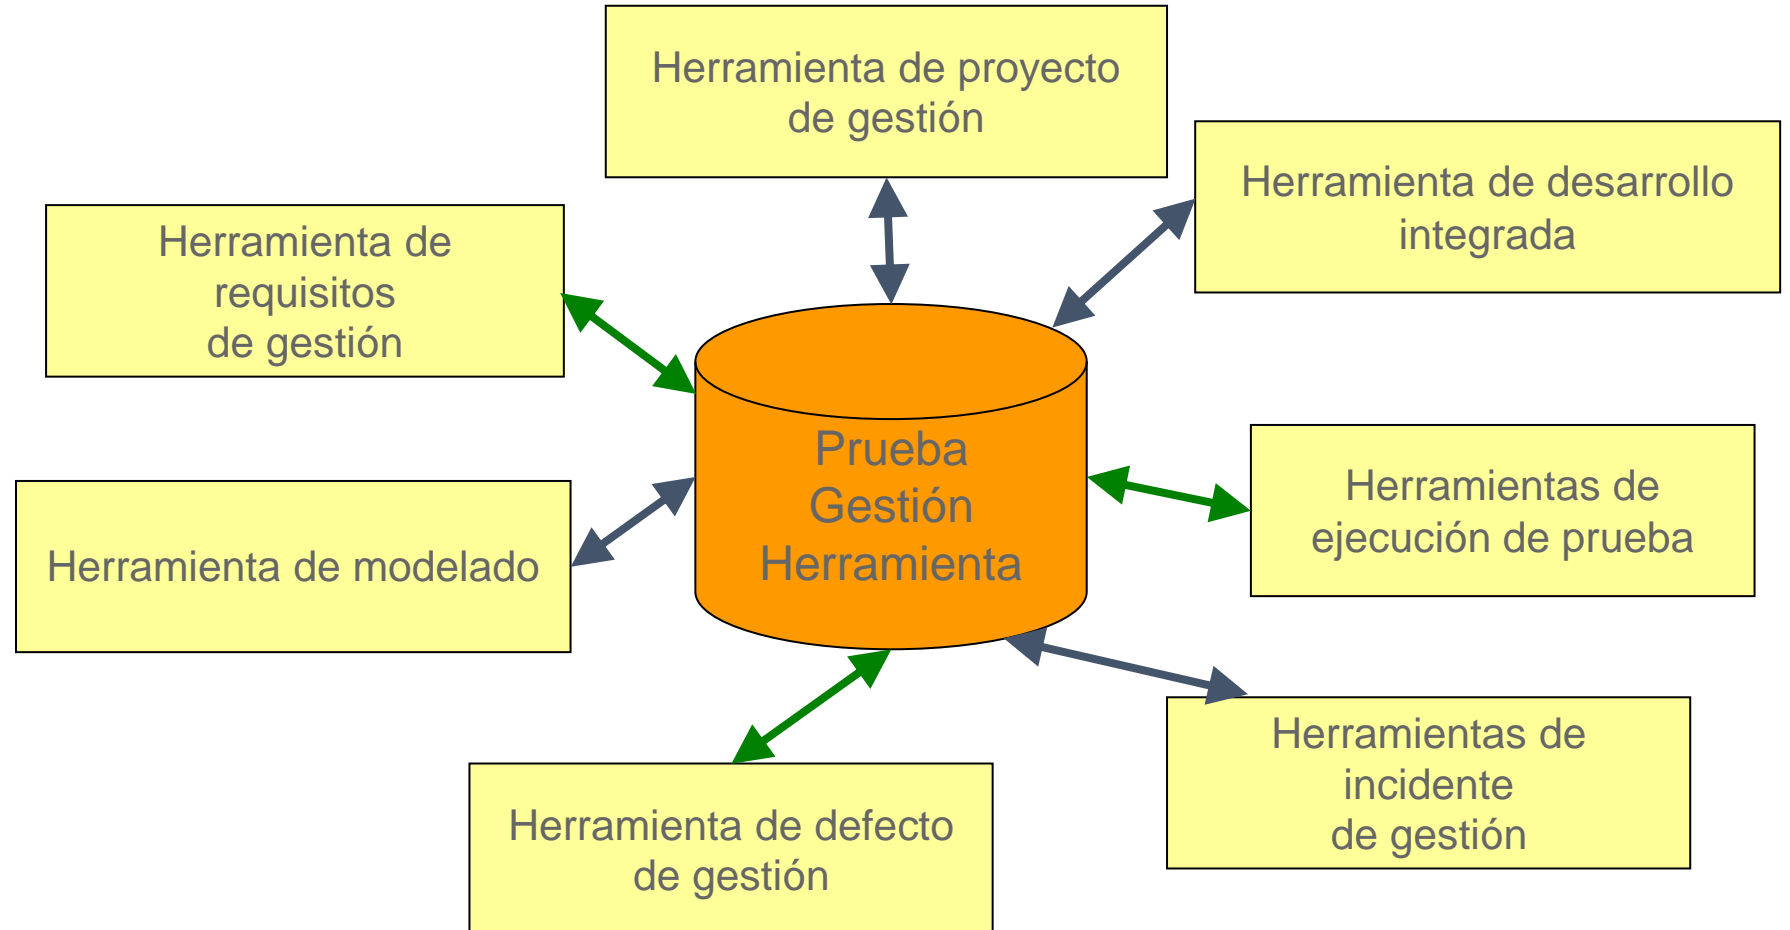 Herramienta de proyecto
de gestión
Herramienta de desarrollo
integrada
Herramienta de
requisitos
de gestión
Prueba
Gestión
Herramienta
Herramientas de
ejecución de prueba
Herramienta de modelado
Herramientas de
incidente
de gestión
Herramienta de defecto
de gestión